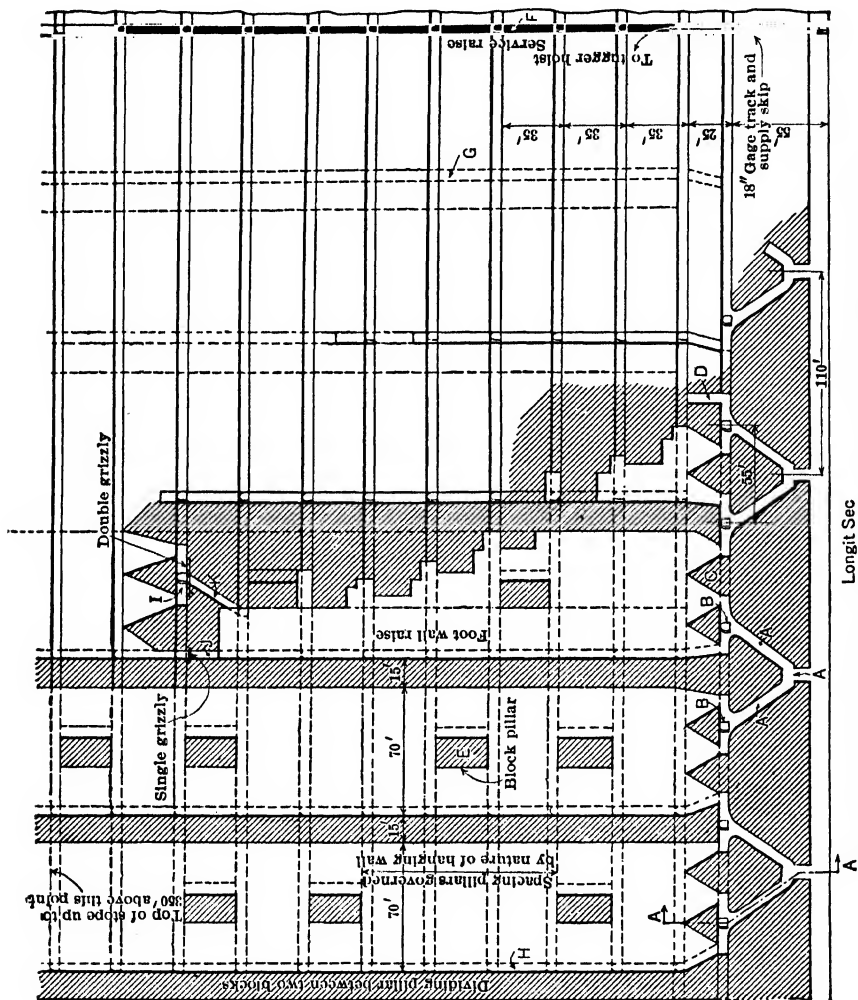 Service raise
F
To tugger hoist
18" Gage track and
supply skip
35'
35'
35'
25'
55'
G
110'
D
55'
Double grizzly
I
J
Single grizzly
Foot wall raise
B
C
A
A
A
B
A
15'
70'
E
Block pillar
15'
Spacing pillars governed
by nature of hanging wall
70'
Top of stope up to
350' above this point
H
A
A
Dividing pillar between two blocks
Longit Sec